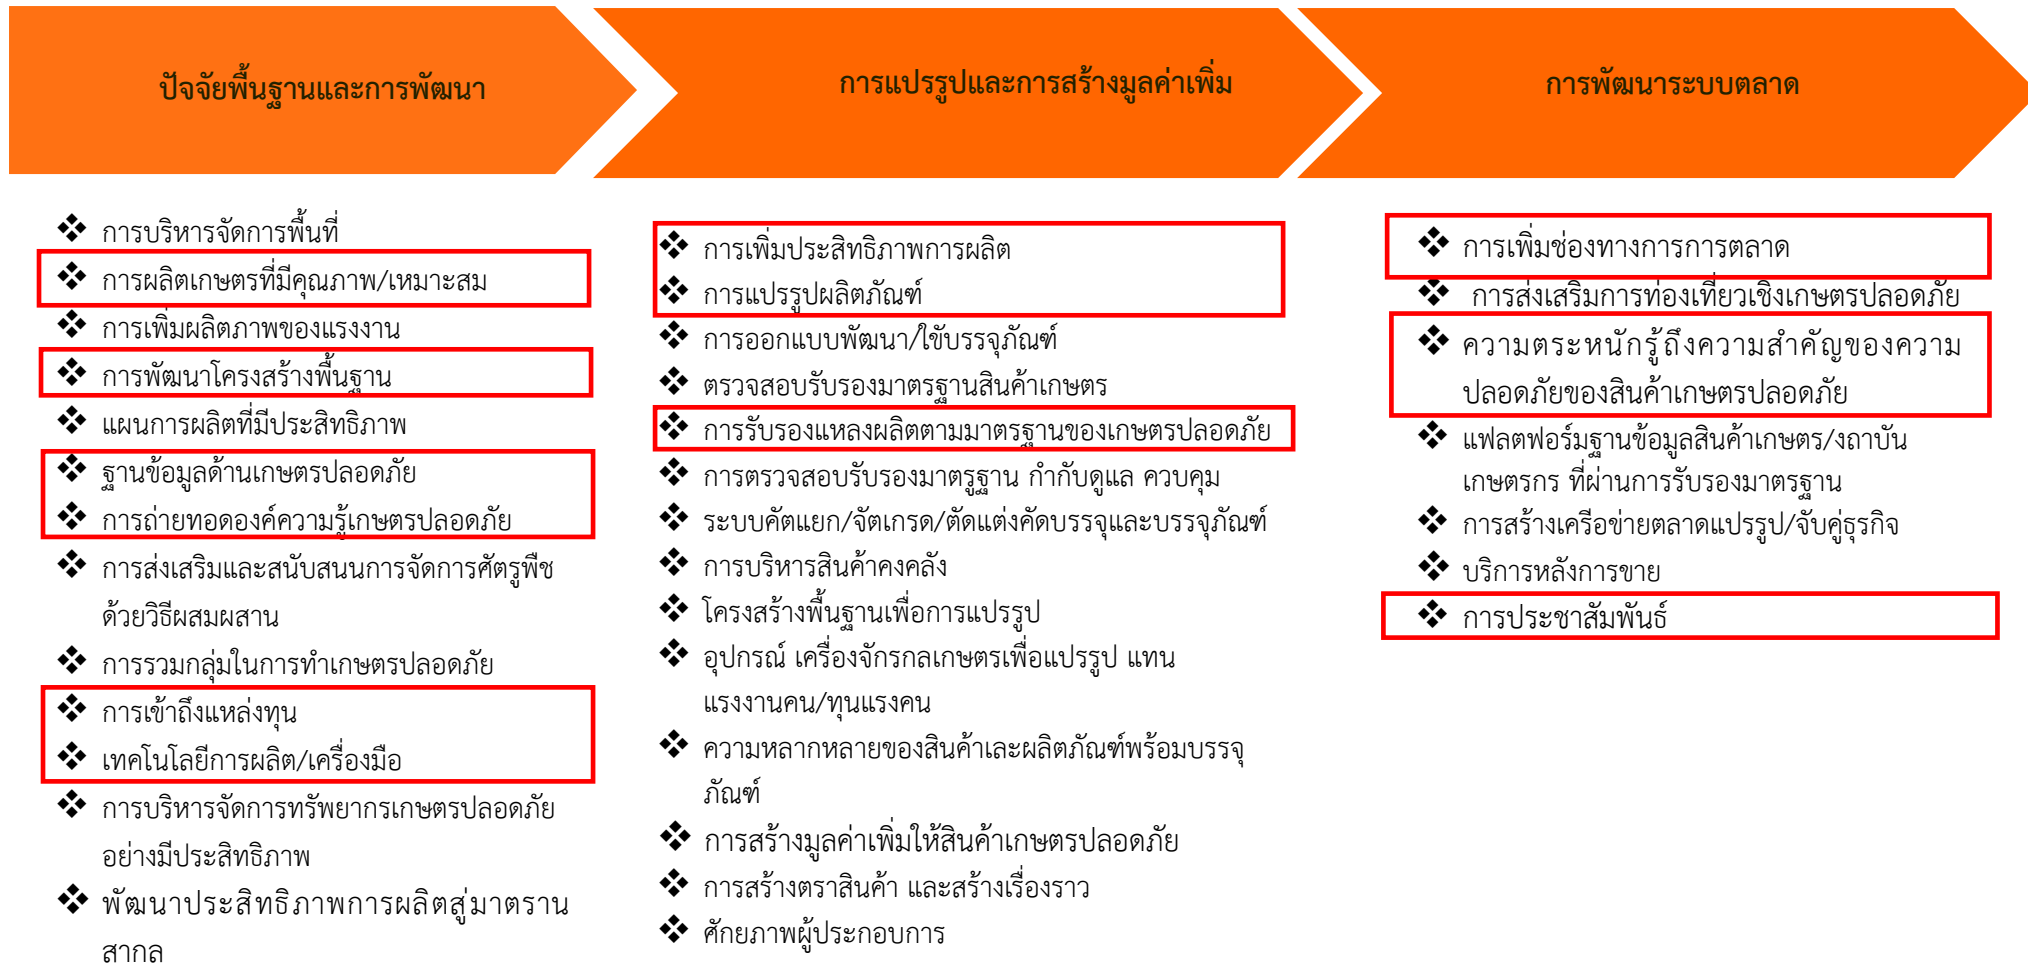 ปัจจัยพื้นฐานและการพัฒนา
การแปรรูปและการสร้างมูลค่าเพิ่ม
การพัฒนาระบบตลาด
❖ การบริหารจัดการพื้นที่
❖ การผลิตเกษตรที่มีคุณภาพ/เหมาะสม
❖ การเพิ่มผลิตภาพของแรงงาน
❖ การพัฒนาโครงสร้างพื้นฐาน
❖ แผนการผลิตที่มีประสิทธิภาพ
❖ ฐานข้อมูลด้านเกษตรปลอดภัย
❖ การถ่ายทอดองค์ความรู้เกษตรปลอดภัย
❖ การส่งเสริมและสนับสนนการจัดการศัตรูพืช
ด้วยวิธีผสมผสาน
❖ การรวมกลุ่มในการทำเกษตรปลอดภัย
❖ การเข้าถึงแหล่งทุน
❖ เทคโนโลยีการผลิต/เครื่องมือ
❖ การบริหารจัดการทรัพยากรเกษตรปลอดภัย
อย่างมีประสิทธิภาพ
❖ พัฒนาประสิทธิภาพการผลิตสู่มาตราน
สากล
❖ การเพิ่มประสิทธิภาพการผลิต
❖ การแปรรูปผลิตภัณฑ์
❖ การออกแบบพัฒนา/ใขับรรจุภัณฑ์
❖ ตรวจสอบรับรองมาตรฐานสินค้าเกษตร
❖ การรับรองแหลงผลิตตามมาตรฐานของเกษตรปลอดภัย
❖ การตรวจสอบรับรองมาตรูฐาน กำกับดูแล ควบคุม
❖ ระบบคัตแยก/จัตเกรด/ตัดแต่งคัดบรรจุและบรรจุภัณฑ์
❖ การบริหารสินค้าคงคลัง
❖ โครงสร้างพื้นฐานเพื่อการแปรรูป
❖ อุปกรณ์ เครื่องจักรกลเกษตรเพื่อแปรรูป แทน
แรงงานคน/ทุนแรงคน
❖ ความหลากหลายของสินค้าเละผลิตภัณฑ์พร้อมบรรจุ
ภัณฑ์
❖ การสร้างมูลค่าเพิ่มให้สินค้าเกษตรปลอดภัย
❖ การสร้างตราสินค้า และสร้างเรื่องราว
❖ ศักยภาพผู้ประกอบการ
❖ การเพิ่มช่องทางการการตลาด
❖ การส่งเสริมการท่องเที่ยวเชิงเกษตรปลอดภัย
❖ ความตระหนักรู้ถึงความสำคัญของความ
ปลอดภัยของสินค้าเกษตรปลอดภัย
❖ แฟลตฟอร์มฐานข้อมูลสินค้าเกษตร/งถาบัน
เกษตรกร ที่ผ่านการรับรองมาตรฐาน
❖ การสร้างเครีอข่ายตลาดแปรรูป/จับคู่ธุรกิจ
❖ บริการหลังการขาย
❖ การประชาสัมพันธ์